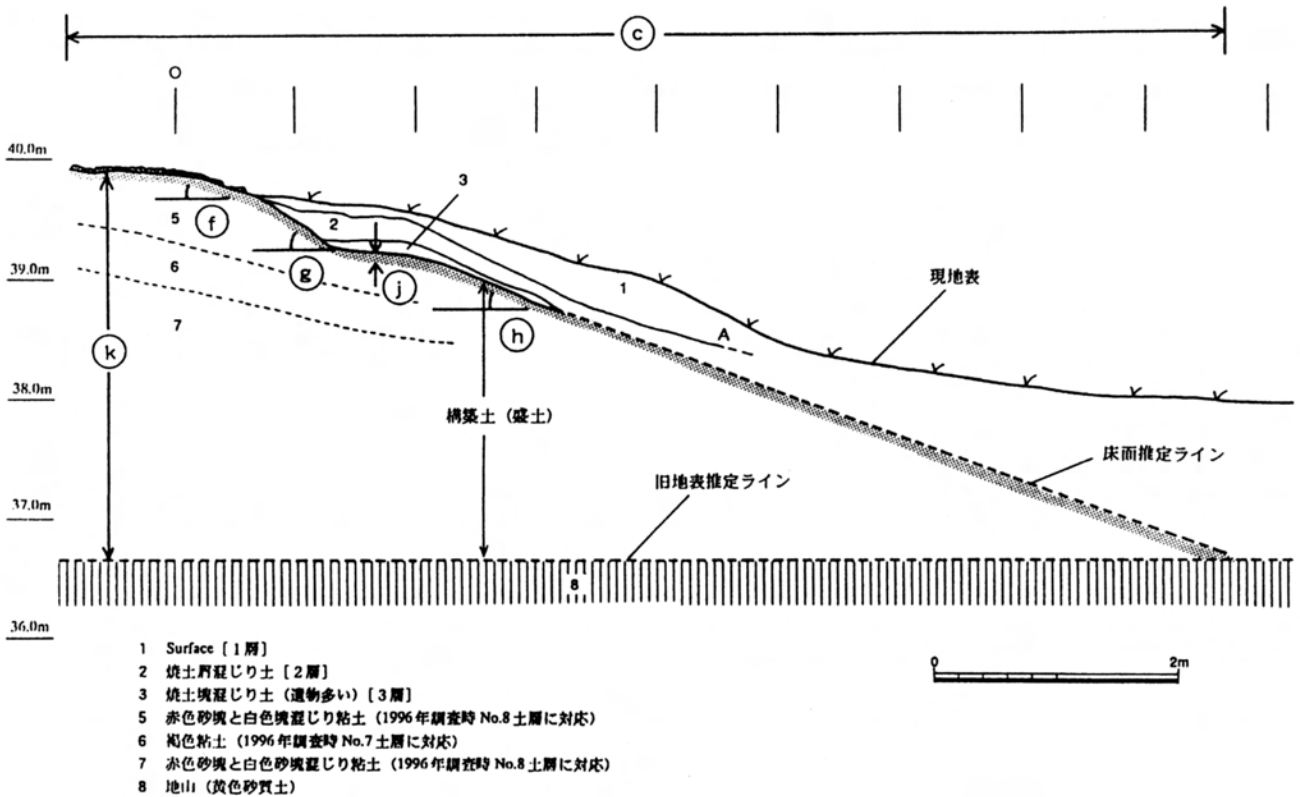 c
O
40.0m
39.0m
38.0m
37.0m
36.0m
3
5
f
2
6
g
j
1
現地表
7
h
A
k
構築土（盛土）
床面推定ライン
旧地表推定ライン
8
0 2m
1 Surface [1層]
2 焼土屑混じり土 [2層]
3 焼土塊混じり土（遺物多い）[3層]
5 赤色砂塊と白色塊混じり粘土（1996年調査時 No.8土層に対応）
6 褐色粘土（1996年調査時 No.7土層に対応）
7 赤色砂塊と白色砂塊混じり粘土（1996年調査時 No.8土層に対応）
8 地山（黄色砂質土）